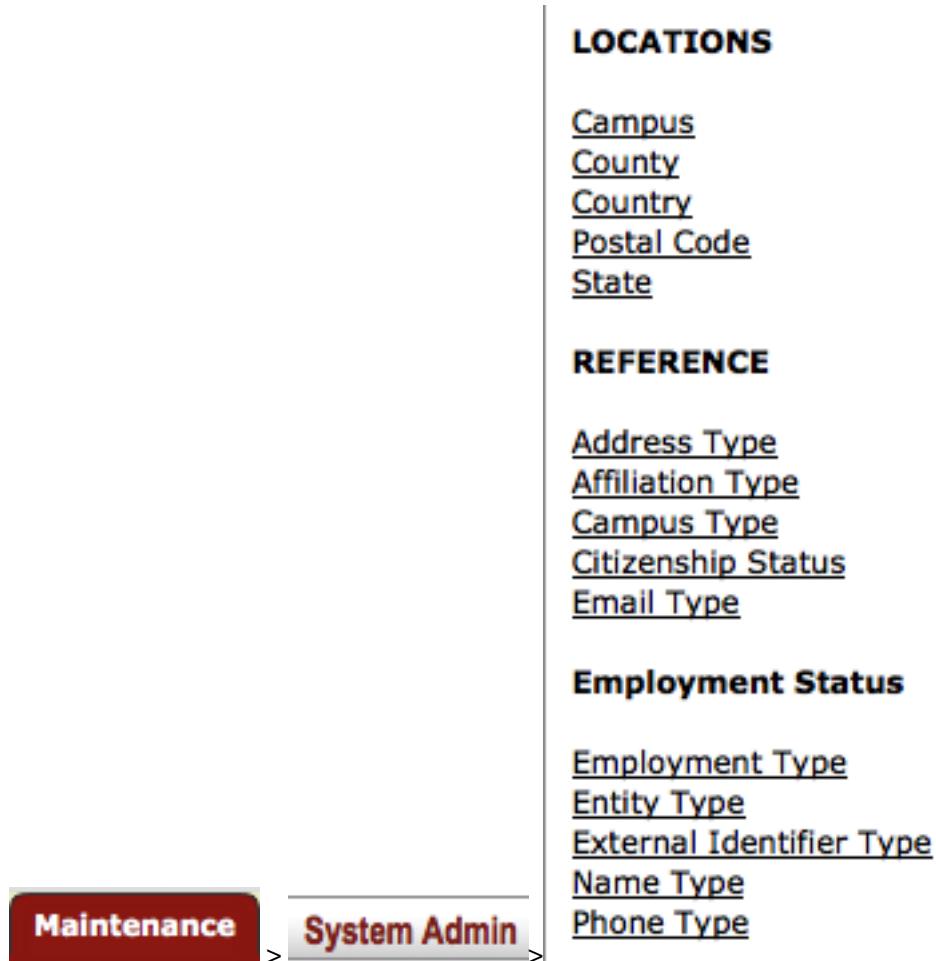 LOCATIONS
Campus
County
Country
Postal Code
State
REFERENCE
Address Type
Affiliation Type
Campus Type
Citizenship Status
Email Type
Employment Status
Employment Type
Entity Type
External Identifier Type
Name Type
Phone Type
Maintenance > System Admin >